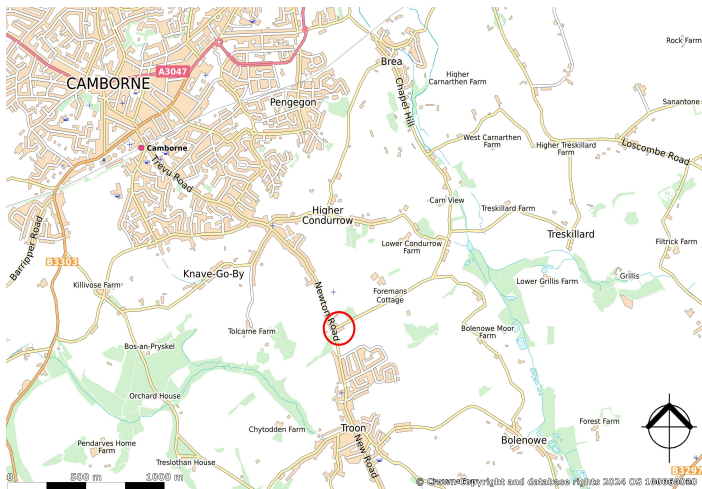 Rock Farm
Brea
A3047
CAMBORNE
Higher
Carnarthen Farm
Pengegon
Chapel Hill
Sanantone
West Carnarthen
Farm
Higher Treskillard
Farm
Camborne
Loscombe Road
Trevu Road
Carn View
Treskillard Farm
Higher
Condurrow
Barripper Road
Treskillard
Lower Condurrow
Farm
Filtrick Farm
B3303
Knave-Go-By
Grillis
Killivose Farm
Lower Grillis Farm
Foremans
Cottage
Newton Road
Tolcarne Farm
Bolenowe Moor
Farm
Bos-an-Pryskel
Orchard House
Forest Farm
Chytodden Farm
Troon
Pendarves Home
Farm
Bolenowe
New Road
Treslothan House
B3297
0 500 m 1000 m
© Crown copyright and database rights 2024 OS 100060020